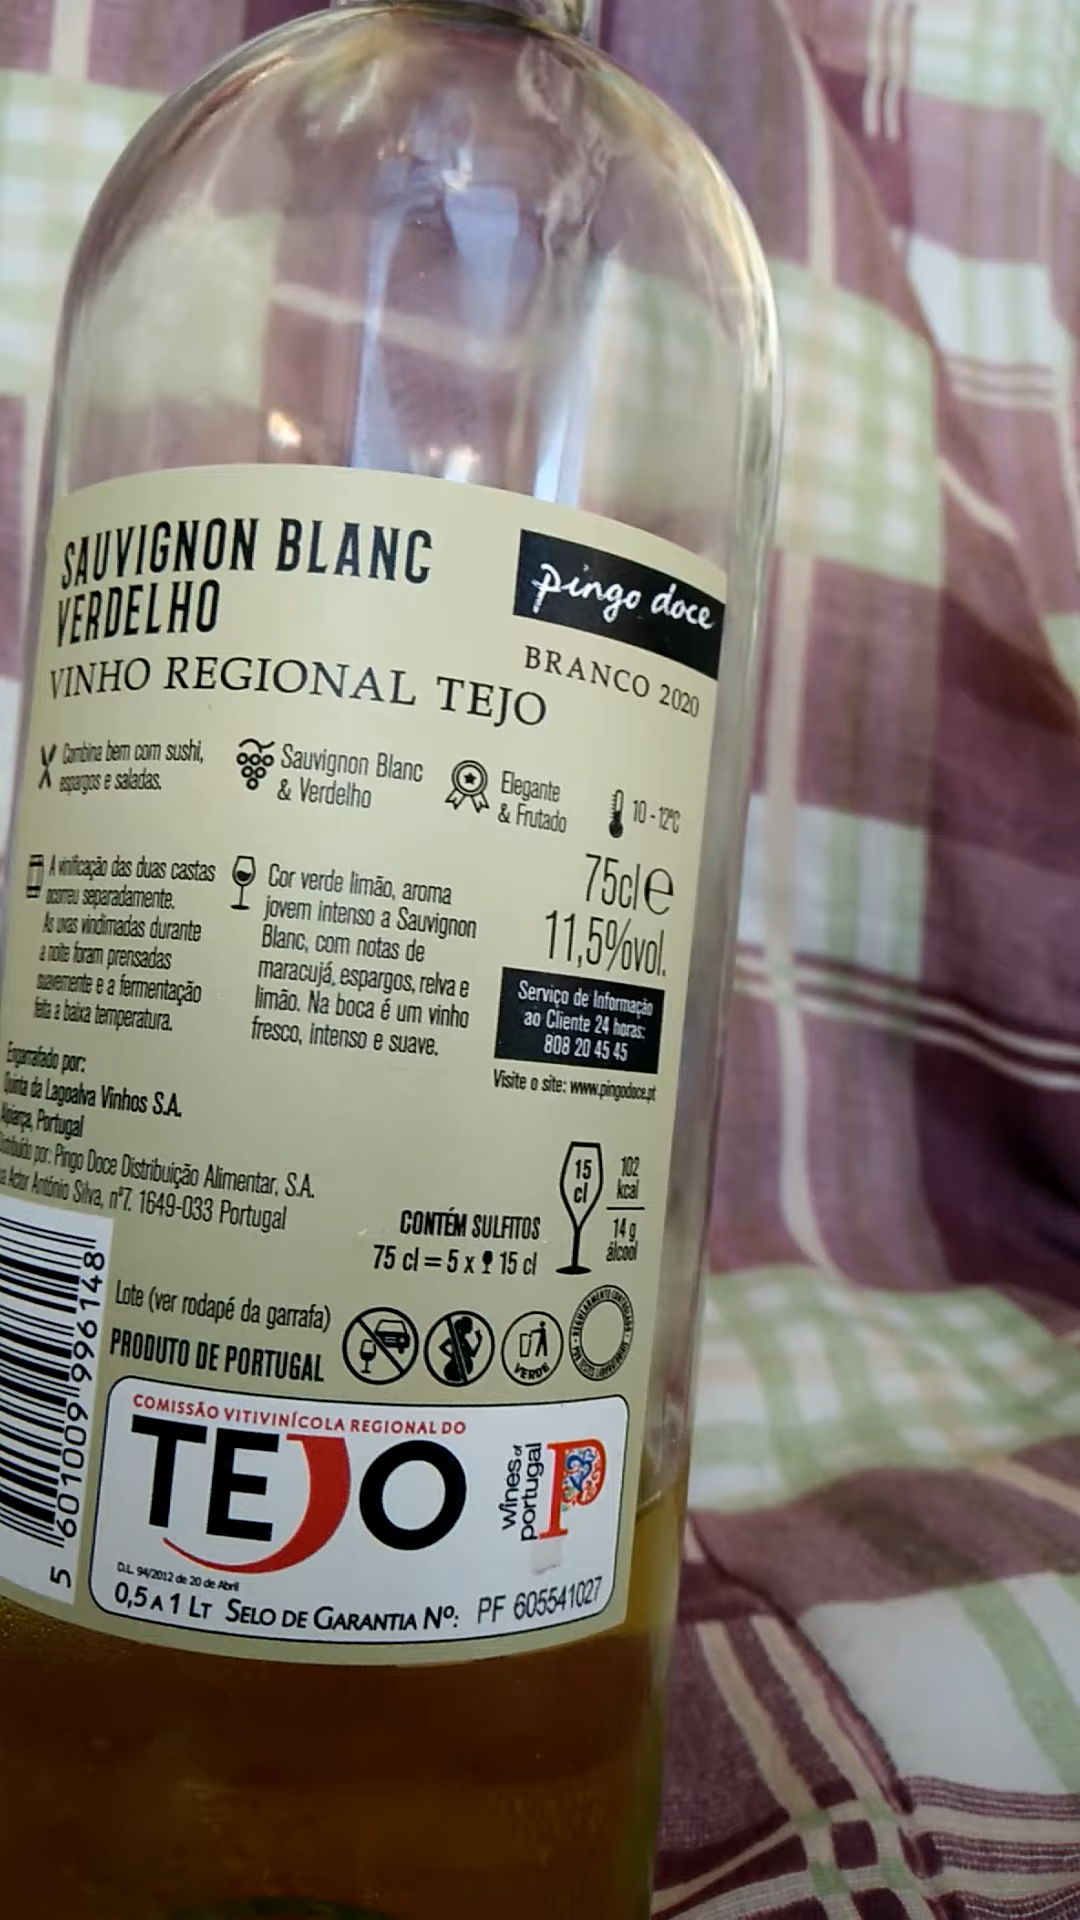 SAUVIGNON BLANC
VERDELHO
VINHO REGIONAL TEJO
pingo doce
BRANCO 2020
Combina bem com sushi,
espargos e saladas.
Sauvignon Blanc
& Verdelho
Elegante
& Frutado
10 - 12ºC
A vinificação das duas castas
ocorreu separadamente.
As uvas vindimadas durante
a noite foram prensadas
suavemente e a fermentação
feita a baixa temperatura.
Cor verde limão, aroma
jovem intenso a Sauvignon
Blanc, com notas de
maracujá, espargos, relva e
limão. Na boca é um vinho
fresco, intenso e suave.
75cl e
11,5%vol.
Serviço de Informação
ao Cliente 24 horas:
808 20 45 45
Visite o site: www.pingodoce.pt
Engarrafado por:
Quinta da Lagoalva Vinhos S.A.
Alpiarça, Portugal
Distribuído por: Pingo Doce Distribuição Alimentar, S.A.
Actor António Silva, nº7. 1649-033 Portugal
15
cl
102
kcal
14 g
álcool
CONTÉM SULFITOS
75 cl = 5 x 15 cl
Lote (ver rodapé da garrafa)
PRODUTO DE PORTUGAL
VERDE
5 601009 996148
COMISSÃO VITIVINÍCOLA REGIONAL DO
TEJO
wines of
portugal
D.L. 94/2012 de 20 de Abril
0,5 A 1 LT SELO DE GARANTIA Nº: PF 605541027